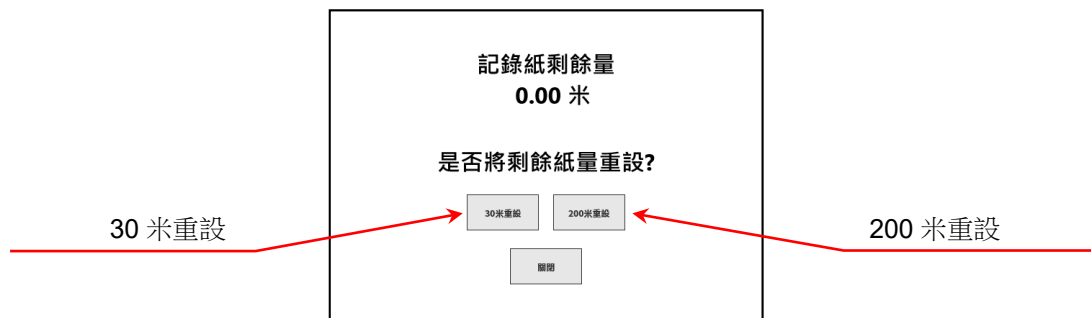 記錄紙剩餘量
0.00 米
是否將剩餘紙量重設?
30米重設
200米重設
30 米重設
200 米重設
關閉